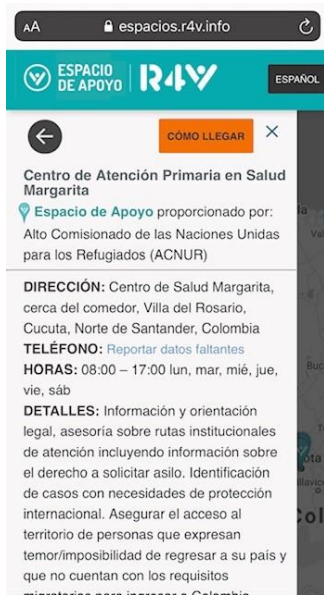 AA espacios.r4v.info
ESPACIO
DE APOYO R4V ESPAÑOL
CÓMO LLEGAR ×
Centro de Atención Primaria en Salud
Margarita
Espacio de Apoyo proporcionado por:
Alto Comisionado de las Naciones Unidas
para los Refugiados (ACNUR)
DIRECCIÓN: Centro de Salud Margarita,
cerca del comedor, Villa del Rosario,
Cucuta, Norte de Santander, Colombia
TELÉFONO: Reportar datos faltantes
HORAS: 08:00 – 17:00 lun, mar, mié, jue,
vie, sáb
DETALLES: Información y orientación
legal, asesoría sobre rutas institucionales
de atención incluyendo información sobre
el derecho a solicitar asilo. Identificación
de casos con necesidades de protección
internacional. Asegurar el acceso al
territorio de personas que expresan
temor/imposibilidad de regresar a su país y
que no cuentan con los requisitos
migratorios para ingresar a Colombia